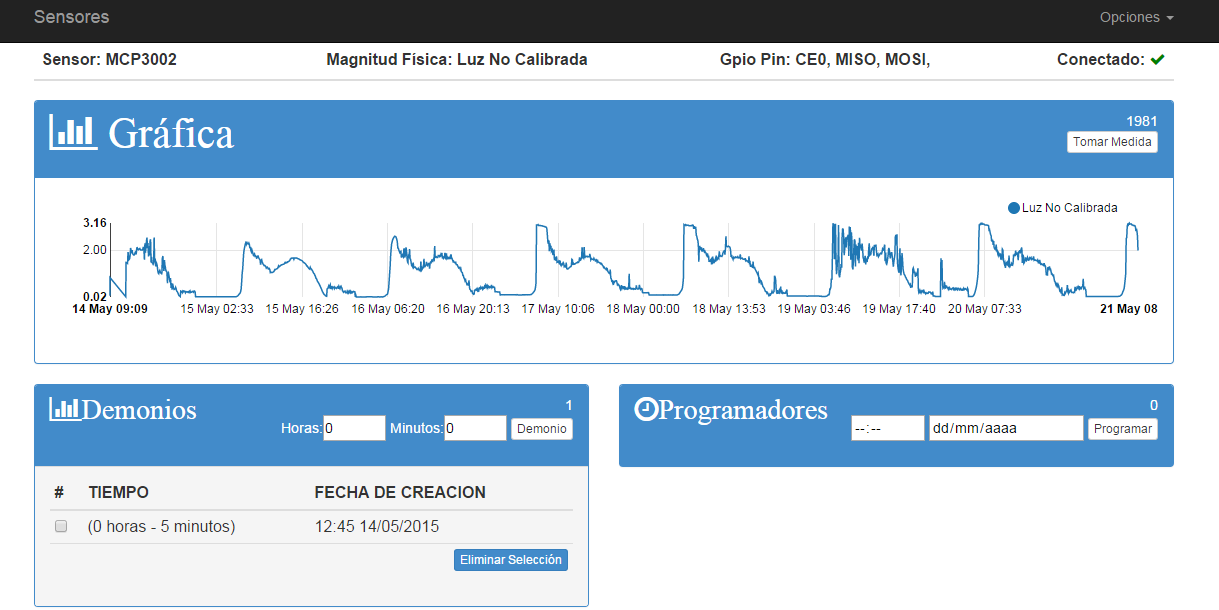 Sensores
Opciones
Sensor: MCP3002 Magnitud Física: Luz No Calibrada Gpio Pin: CE0, MISO, MOSI, Conectado:
Gráfica
1981
Tomar Medida
Luz No Calibrada
3.16
2.00
0.02
14 May 09:09 15 May 02:33 15 May 16:26 16 May 06:20 16 May 20:13 17 May 10:06 18 May 00:00 18 May 13:53 19 May 03:46 19 May 17:40 20 May 07:33 21 May 08
Demonios
1
Horas: 0 Minutos: 0 Demonio
# TIEMPO FECHA DE CREACION
(0 horas - 5 minutos) 12:45 14/05/2015
Eliminar Selección
Programadores
0
--:-- dd/mm/aaaa Programar